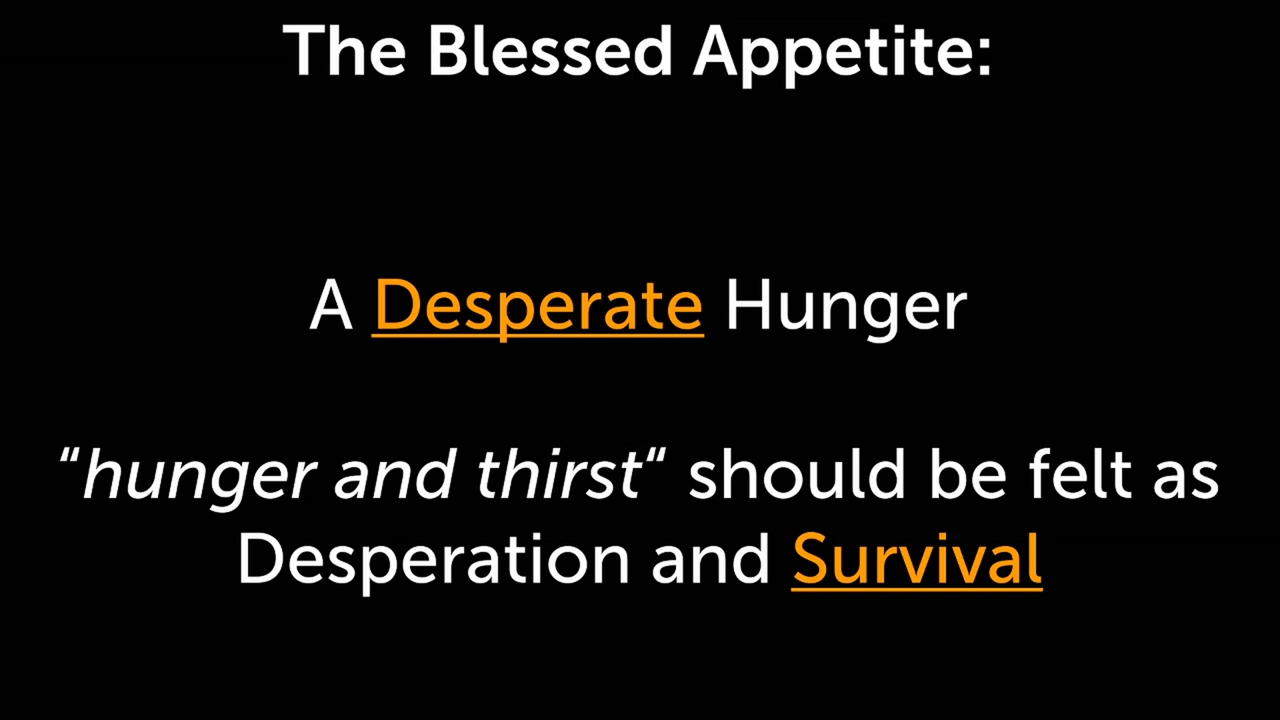 The Blessed Appetite:
A Desperate Hunger
“hunger and thirst“ should be felt as
Desperation and Survival